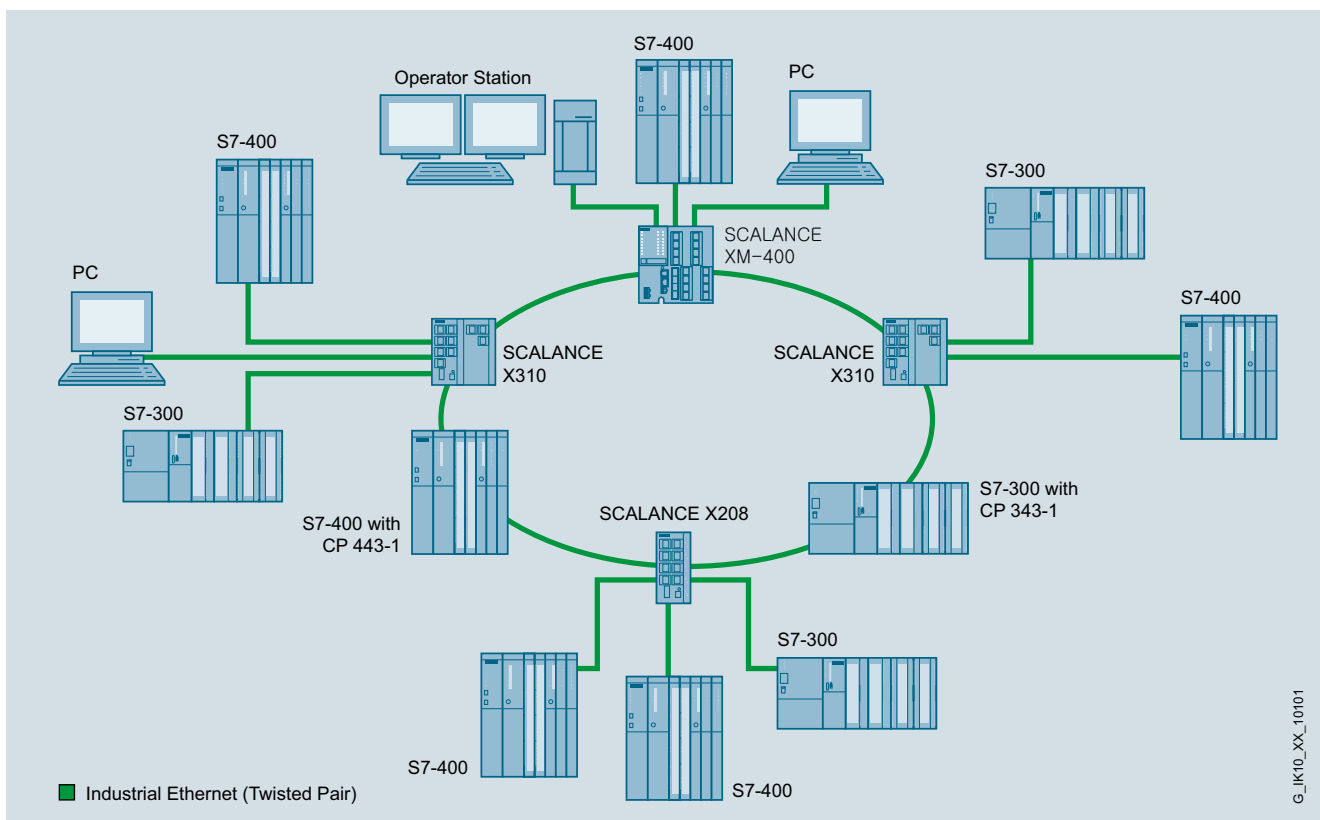 S7-400
Operator Station
PC
S7-400
S7-300
SCALANCE
XM-400
PC
S7-400
SCALANCE
X310
SCALANCE
X310
S7-300
S7-300 with
CP 343-1
S7-400 with
CP 443-1
SCALANCE X208
S7-300
S7-400
S7-400
Industrial Ethernet (Twisted Pair)
G_IK10_XX_10101